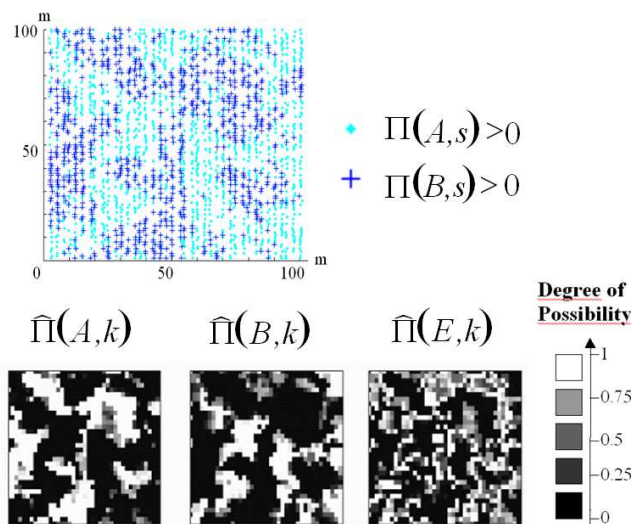 m
100
50
0
50
100
m
Π(A,s)>0
Π(B,s)>0
Π̂(A,k)
Π̂(B,k)
Π̂(E,k)
Degree of
Possibility
1
0.75
0.5
0.25
0